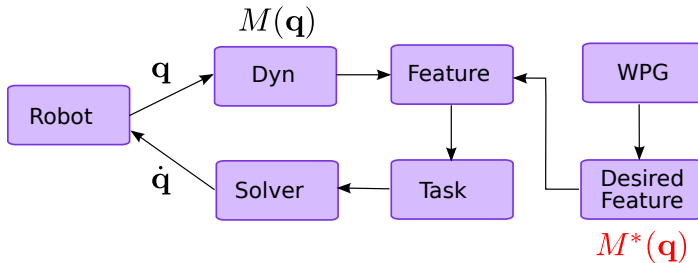 M(q)
q
Dyn
Feature
WPG
Robot
q̇
Solver
Task
Desired
Feature
M*(q)